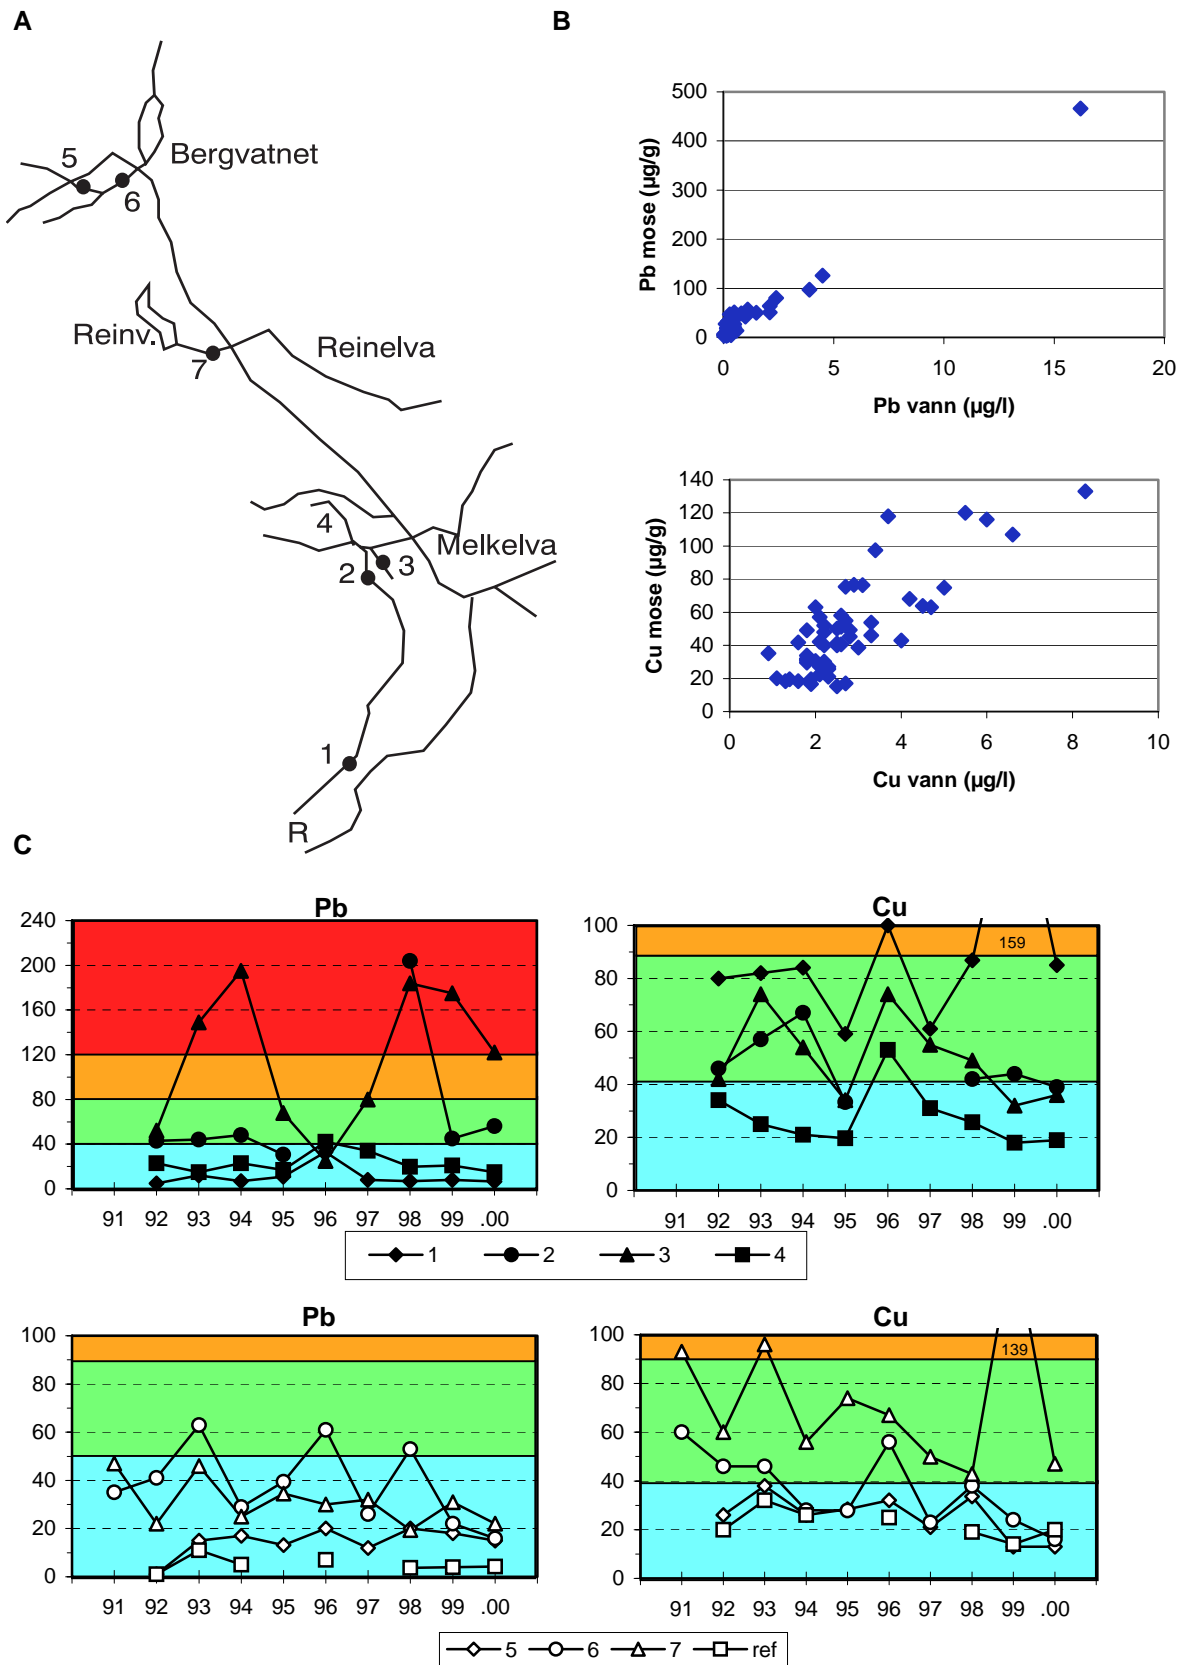 A
B
5
6
Bergvatnet
Reinv.
7
Reinelva
4
2
3
Melkelva
1
R
Pb mose (µg/g)
500
400
300
200
100
0
0 5 10 15 20
Pb vann (µg/l)
Cu mose (µg/g)
140
120
100
80
60
40
20
0
0 2 4 6 8 10
Cu vann (µg/l)
C
Pb
240
200
160
120
80
40
0
91 92 93 94 95 96 97 98 99 .00
Cu
100
80
60
40
20
0
159
91 92 93 94 95 96 97 98 99 .00
1 2 3 4
Pb
100
80
60
40
20
0
91 92 93 94 95 96 97 98 99 .00
Cu
100
80
60
40
20
0
139
91 92 93 94 95 96 97 98 99 .00
5 6 7 ref